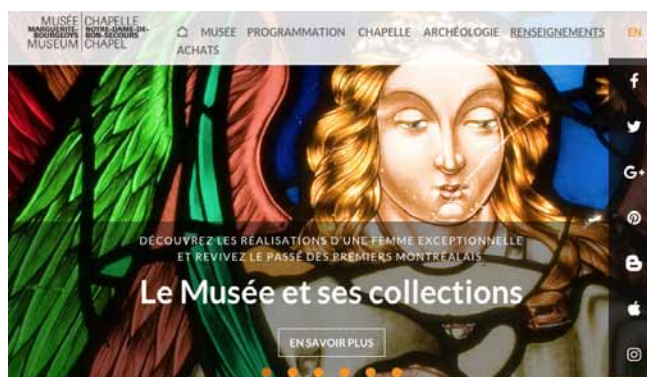 MUSÉE CHAPELLE
MARGUERITE- NOTRE-DAME-DE-
BOURGEOYS BON-SECOURS
MUSEUM CHAPEL
MUSÉE PROGRAMMATION CHAPELLE ARCHÉOLOGIE RENSEIGNEMENTS EN
ACHATS
DÉCOUVREZ LES RÉALISATIONS D'UNE FEMME EXCEPTIONNELLE
ET REVIVEZ LE PASSÉ DES PREMIERS MONTRÉALAIS.
Le Musée et ses collections
EN SAVOIR PLUS